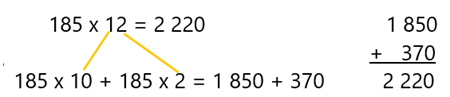 185 x 12 = 2 220
185 x 10 + 185 x 2 = 1 850 + 370
1 850
+ 370
2 220